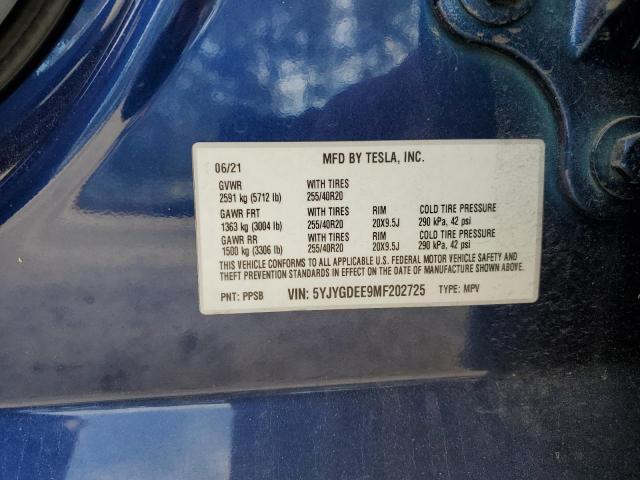 06/21 MFD BY TESLA, INC.
GVWR WITH TIRES
2591 kg (5712 lb) 255/40R20
GAWR FRT WITH TIRES RIM COLD TIRE PRESSURE
1363 kg (3004 lb) 255/40R20 20X9.5J 290 kPa, 42 psi
GAWR RR WITH TIRES RIM COLD TIRE PRESSURE
1500 kg (3306 lb) 255/40R20 20X9.5J 290 kPa, 42 psi
THIS VEHICLE CONFORMS TO ALL APPLICABLE U.S. FEDERAL MOTOR VEHICLE SAFETY AND
THEFT PREVENTION STANDARDS IN EFFECT ON THE DATE OF MANUFACTURE SHOWN ABOVE.
PNT: PPSB VIN: 5YJYGDEE9MF202725 TYPE: MPV